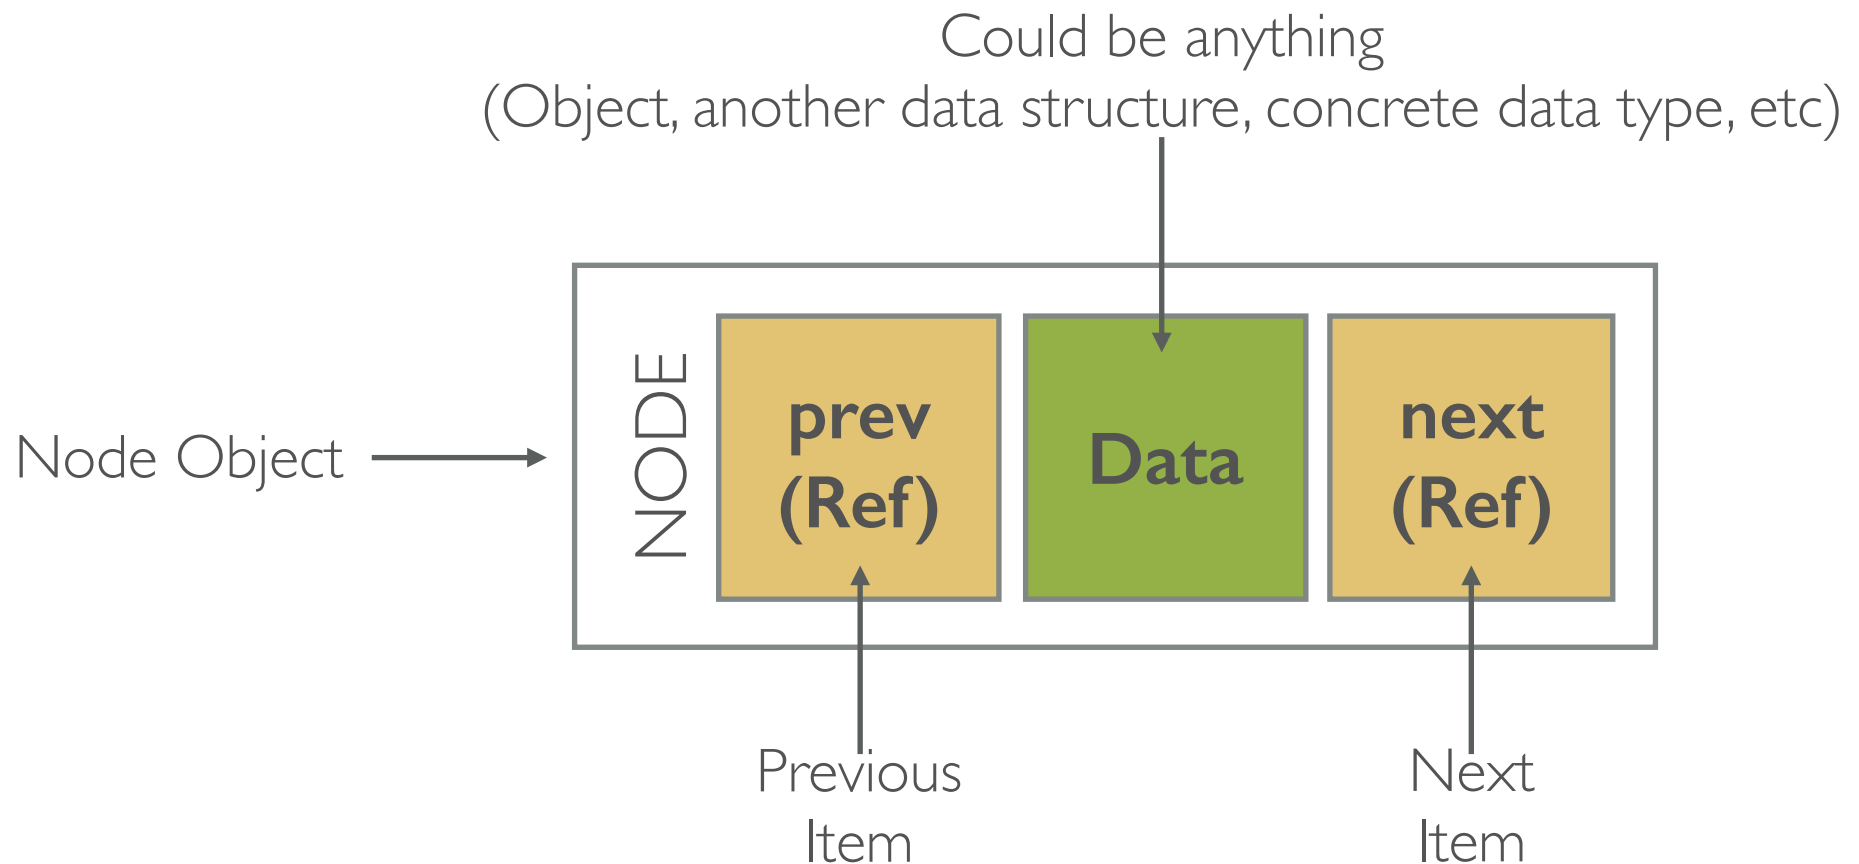 Could be anything
(Object, another data structure, concrete data type, etc)
Node Object
NODE
prev
(Ref)
Data
next
(Ref)
Previous
Item
Next
Item